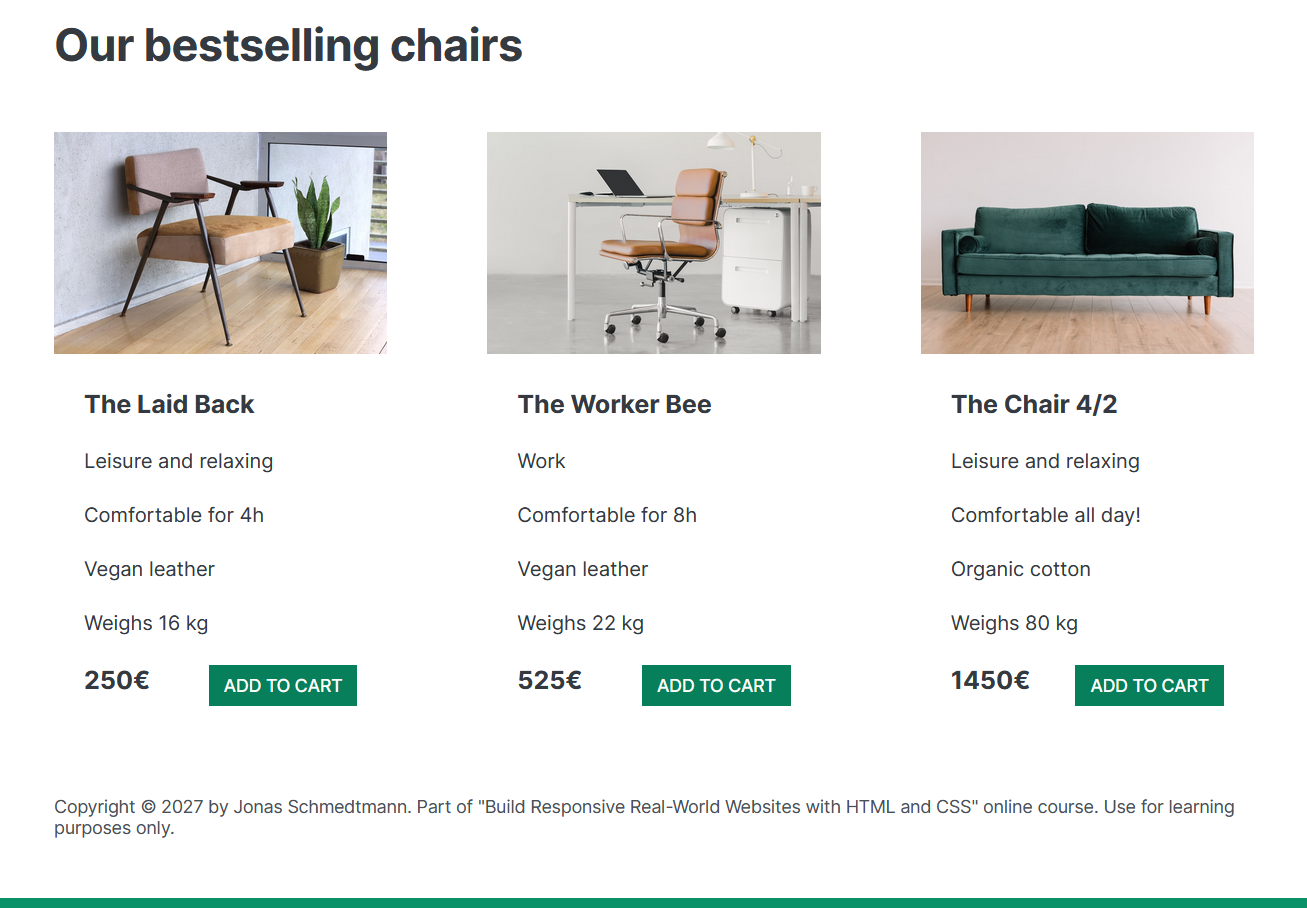 Our bestselling chairs
The Laid Back
Leisure and relaxing
Comfortable for 4h
Vegan leather
Weighs 16 kg
250€
ADD TO CART
The Worker Bee
Work
Comfortable for 8h
Vegan leather
Weighs 22 kg
525€
ADD TO CART
The Chair 4/2
Leisure and relaxing
Comfortable all day!
Organic cotton
Weighs 80 kg
1450€
ADD TO CART
Copyright © 2027 by Jonas Schmedtmann. Part of "Build Responsive Real-World Websites with HTML and CSS" online course. Use for learning
purposes only.